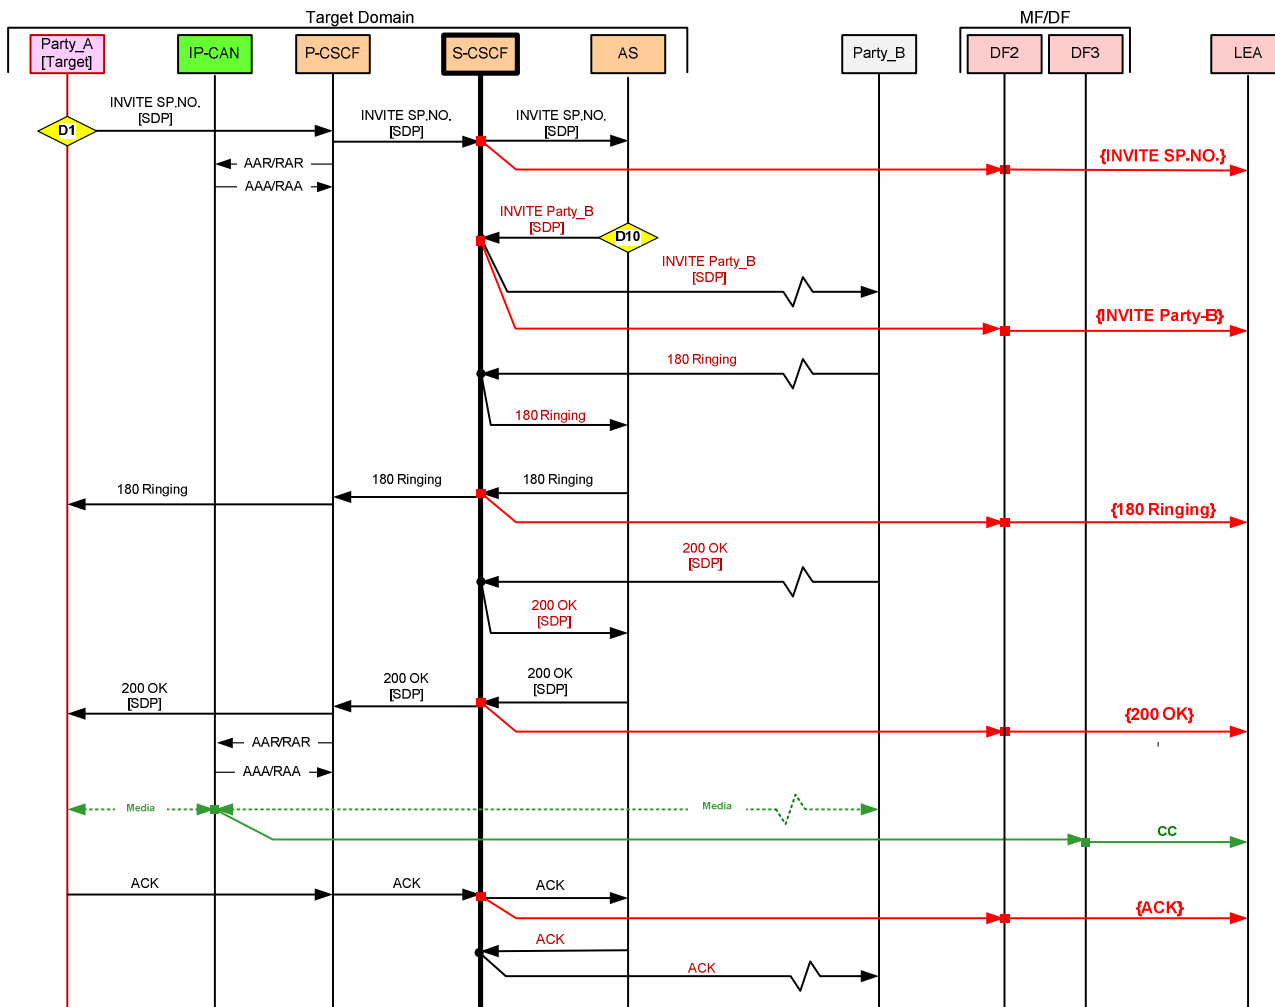 Target Domain
MF/DF
Party_A
[Target]
IP-CAN
P-CSCF
S-CSCF
AS
Party_B
DF2
DF3
LEA
INVITE SP.NO.
[SDP]
D1
INVITE SP.NO.
[SDP]
INVITE SP.NO.
[SDP]
{INVITE SP.NO.}
AAR/RAR
AAA/RAA
INVITE Party_B
[SDP]
D10
INVITE Party_B
[SDP]
{INVITE Party-B}
180 Ringing
180 Ringing
180 Ringing
180 Ringing
180 Ringing
{180 Ringing}
200 OK
[SDP]
200 OK
[SDP]
200 OK
[SDP]
200 OK
[SDP]
200 OK
[SDP]
{200 OK}
AAR/RAR
AAA/RAA
Media
Media
CC
ACK
ACK
ACK
{ACK}
ACK
ACK